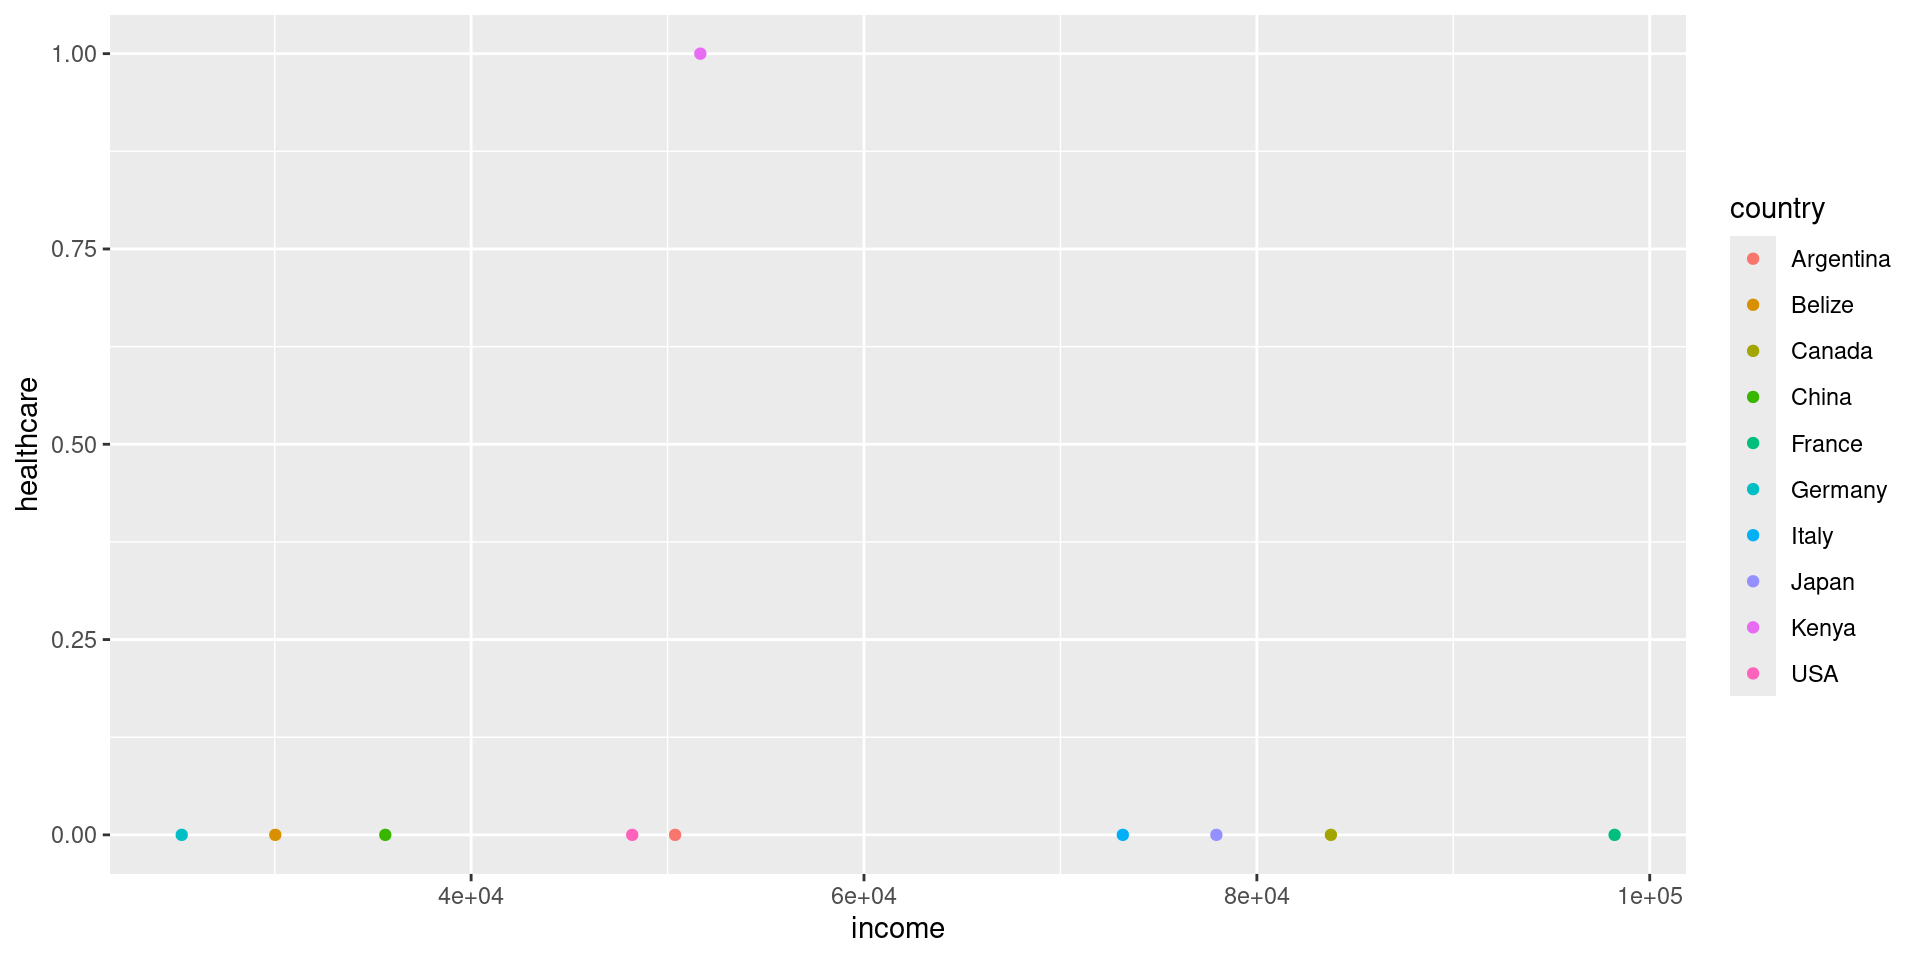 1.00
0.75
0.50
0.25
0.00
healthcare
4e+04
6e+04
8e+04
1e+05
income
country
Argentina
Belize
Canada
China
France
Germany
Italy
Japan
Kenya
USA